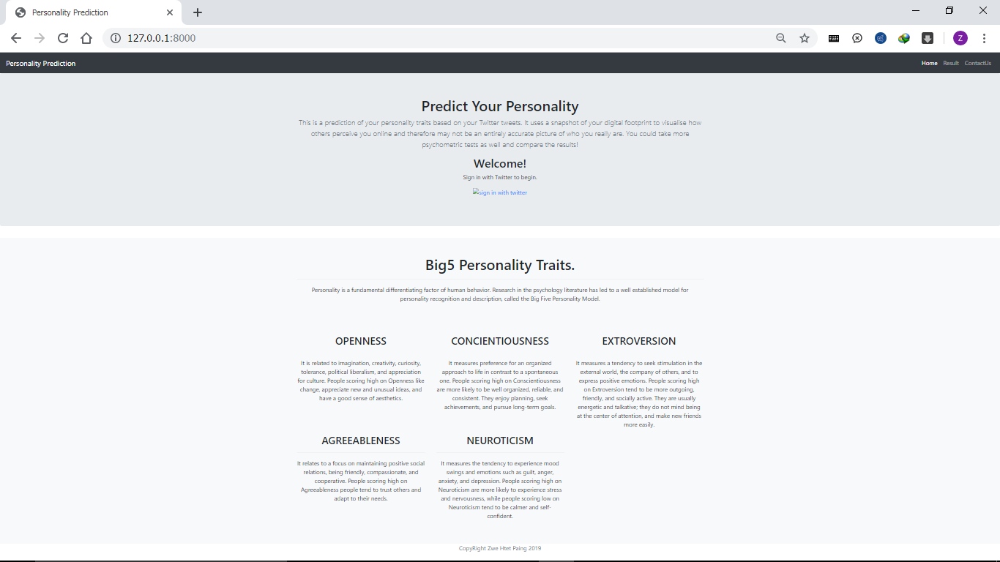 Personality Prediction
127.0.0.1:8000
Z
Personality Prediction
Home Result ContactUs
Predict Your Personality
This is a prediction of your personality traits based on your Twitter tweets. It uses a snapshot of your digital footprint to visualise how
others perceive you online and therefore may not be an entirely accurate picture of who you really are. You could take more
psychometric tests as well and compare the results!
Welcome!
Sign in with Twitter to begin.
sign in with twitter
Big5 Personality Traits.
Personality is a fundamental differentiating factor of human behavior. Research in the psychology literature has led to a well established model for
personality recognition and description, called the Big Five Personality Model.
OPENNESS
It is related to imagination, creativity, curiosity,
tolerance, political liberalism, and appreciation
for culture. People scoring high on Openness like
change, appreciate new and unusual ideas, and
have a good sense of aesthetics.
CONCIENTIOUSNESS
It measures preference for an organized
approach to life in contrast to a spontaneous
one. People scoring high on Conscientiousness
are more likely to be well organized, reliable, and
consistent. They enjoy planning, seek
achievements, and pursue long-term goals.
EXTROVERSION
It measures a tendency to seek stimulation in the
external world, the company of others, and to
express positive emotions. People scoring high
on Extroversion tend to be more outgoing,
friendly, and socially active. They are usually
energetic and talkative; they do not mind being
at the center of attention, and make new friends
more easily.
AGREEABLENESS
It relates to a focus on maintaining positive social
relations, being friendly, compassionate, and
cooperative. People scoring high on
Agreeableness people tend to trust others and
adapt to their needs.
NEUROTICISM
It measures the tendency to experience mood
swings and emotions such as guilt, anger,
anxiety, and depression. People scoring high on
Neuroticism are more likely to experience stress
and nervousness, while people scoring low on
Neuroticism tend to be calmer and self-
confident.
CopyRight Zwe Htet Paing 2019